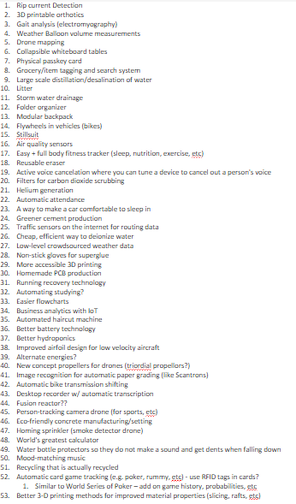 1. Rip current Detection
2. 3D printable orthotics
3. Gait analysis (electromyography)
4. Weather Balloon volume measurements
5. Drone mapping
6. Collapsible whiteboard tables
7. Physical passkey card
8. Grocery/item tagging and search system
9. Large scale distillation/desalination of water
10. Litter
11. Storm water drainage
12. Folder organizer
13. Modular backpack
14. Flywheels in vehicles (bikes)
15. Stillsuit
16. Air quality sensors
17. Easy + full body fitness tracker (sleep, nutrition, exercise, etc)
18. Reusable eraser
19. Active voice cancelation where you can tune a device to cancel out a person's voice
20. Filters for carbon dioxide scrubbing
21. Helium generation
22. Automatic attendance
23. A way to make a car comfortable to sleep in
24. Greener cement production
25. Traffic sensors on the internet for routing data
26. Cheap, efficient way to deionize water
27. Low-level crowdsourced weather data
28. Non-stick gloves for superglue
29. More accessible 3D printing
30. Homemade PCB production
31. Running recovery technology
32. Automating studying?
33. Easier flowcharts
34. Business analytics with IoT
35. Automated haircut machine
36. Better battery technology
37. Better hydroponics
38. Improved airfoil design for low velocity aircraft
39. Alternate energies?
40. New concept propellers for drones (triordial propellors?)
41. Image recognition for automatic paper grading (like Scantrons)
42. Automatic bike transmission shifting
43. Desktop recorder w/ automatic transcription
44. Fusion reactor??
45. Person-tracking camera drone (for sports, etc)
46. Eco-friendly concrete manufacturing/setting
47. Homing sprinkler (smoke detector drone)
48. World's greatest calculator
49. Water bottle protectors so they do not make a sound and get dents when falling down
50. Mood-matching music
51. Recycling that is actually recycled
52. Automatic card game tracking (e.g. poker, rummy, etc) - use RFID tags in cards?
1. Similar to World Series of Poker – add on game history, probabilities, etc
53. Better 3-D printing methods for improved material properties (slicing, rafts, etc)